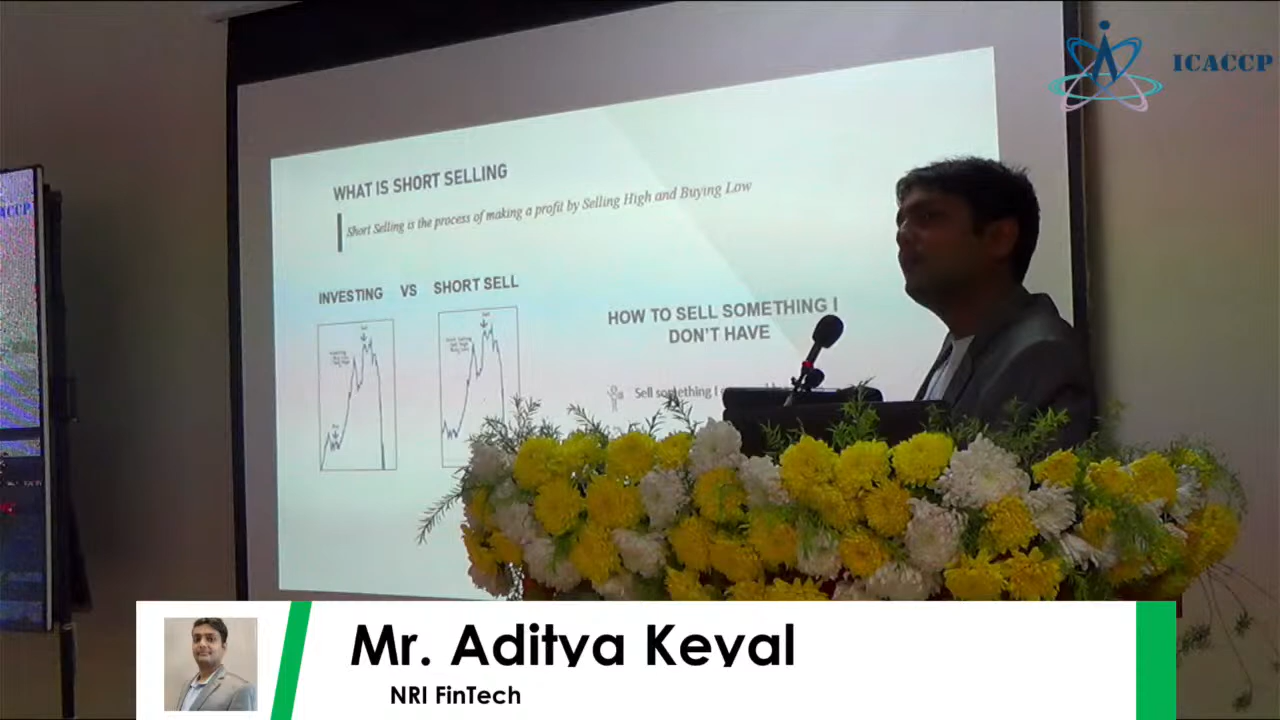 ICACCP
WHAT IS SHORT SELLING
Short Selling is the process of making a profit by Selling High and Buying Low
INVESTING VS SHORT SELL
HOW TO SELL SOMETHING I
DON'T HAVE
Sell something I
Mr. Aditya Keyal
NRI FinTech